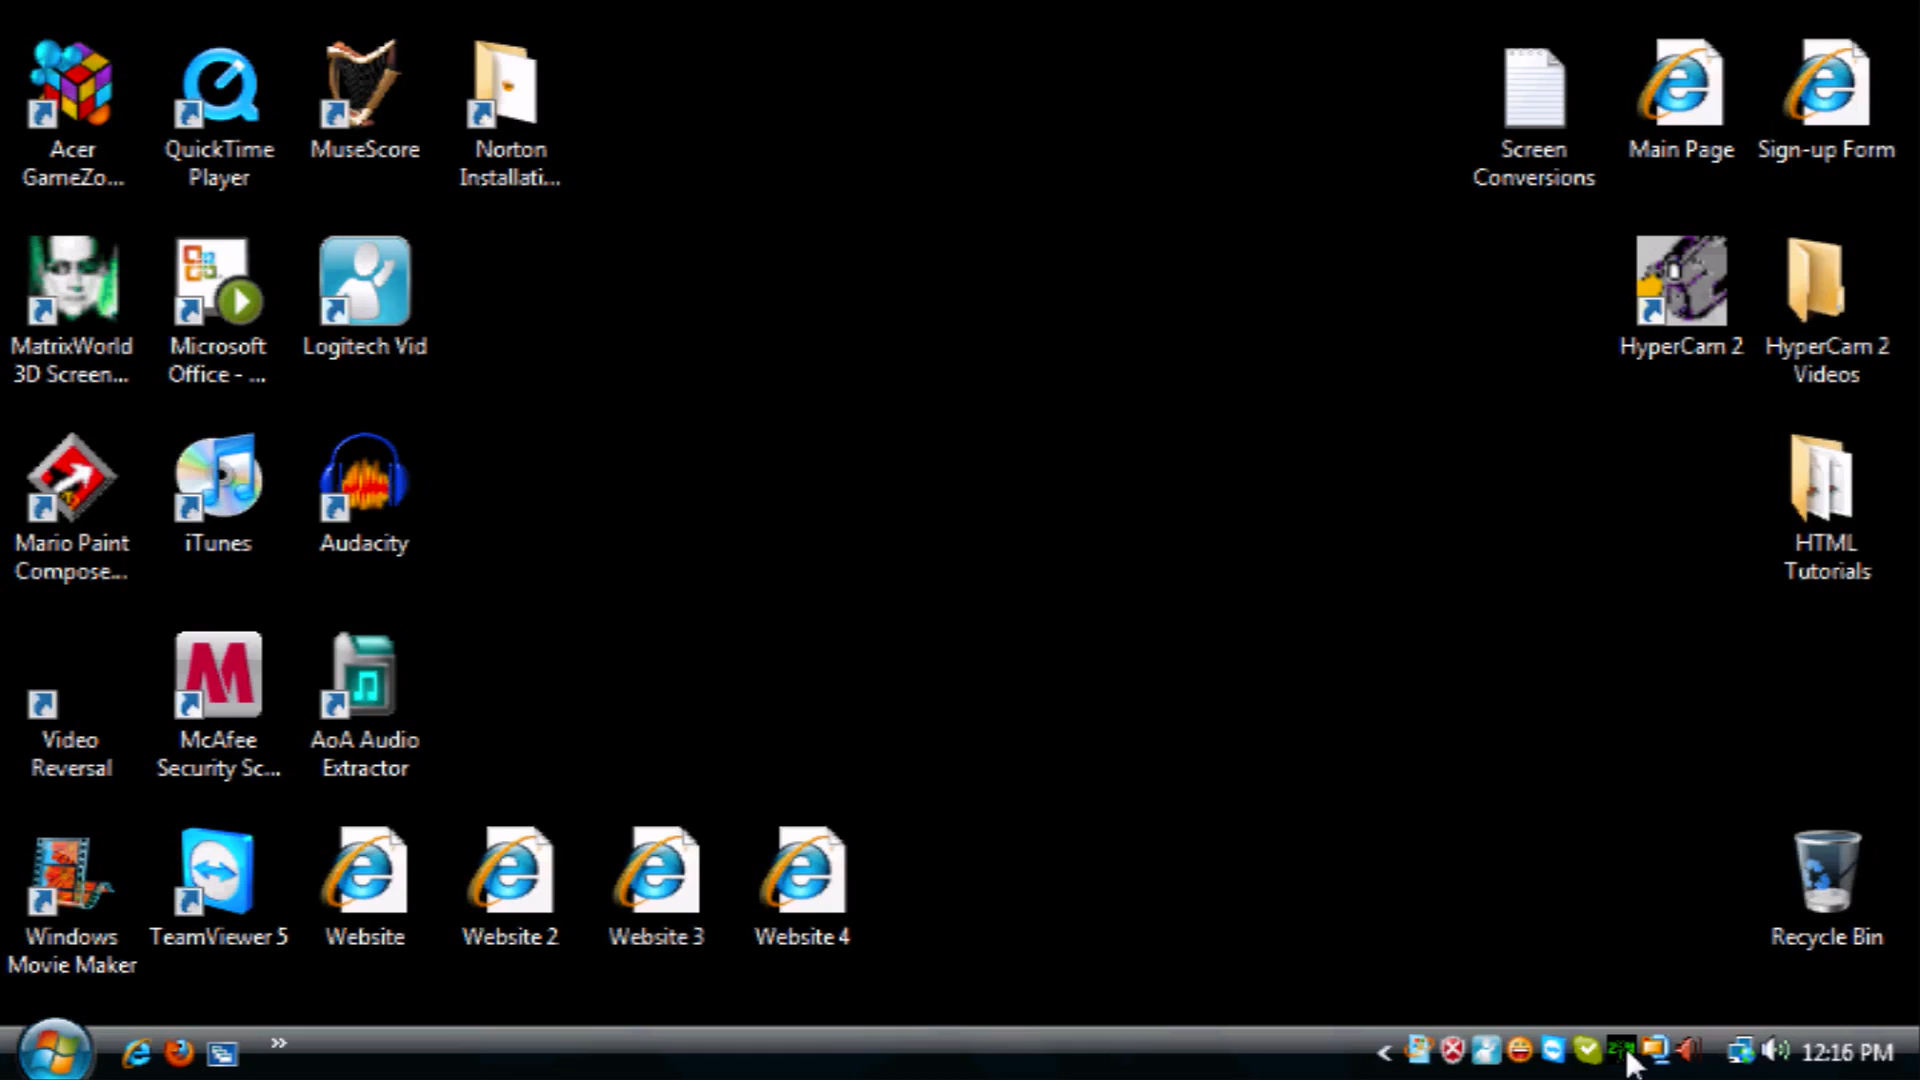 Acer
GameZo...
QuickTime
Player
MuseScore
Norton
Installati...
Screen
Conversions
Main Page
Sign-up Form
MatrixWorld
3D Screen...
Microsoft
Office - ...
Logitech Vid
HyperCam 2
HyperCam 2
Videos
Mario Paint
Compose...
iTunes
Audacity
HTML
Tutorials
Video
Reversal
McAfee
Security Sc...
AoA Audio
Extractor
Windows
Movie Maker
TeamViewer 5
Website
Website 2
Website 3
Website 4
Recycle Bin
12:16 PM